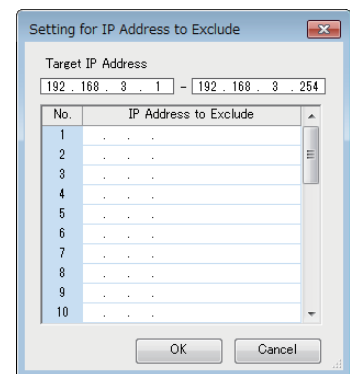 Setting for IP Address to Exclude
Target IP Address
192 . 168 . 3 . 1 - 192 . 168 . 3 . 254
No. IP Address to Exclude
1 . . .
2 . . .
3 . . .
4 . . .
5 . . .
6 . . .
7 . . .
8 . . .
9 . . .
10 . . .
OK Cancel